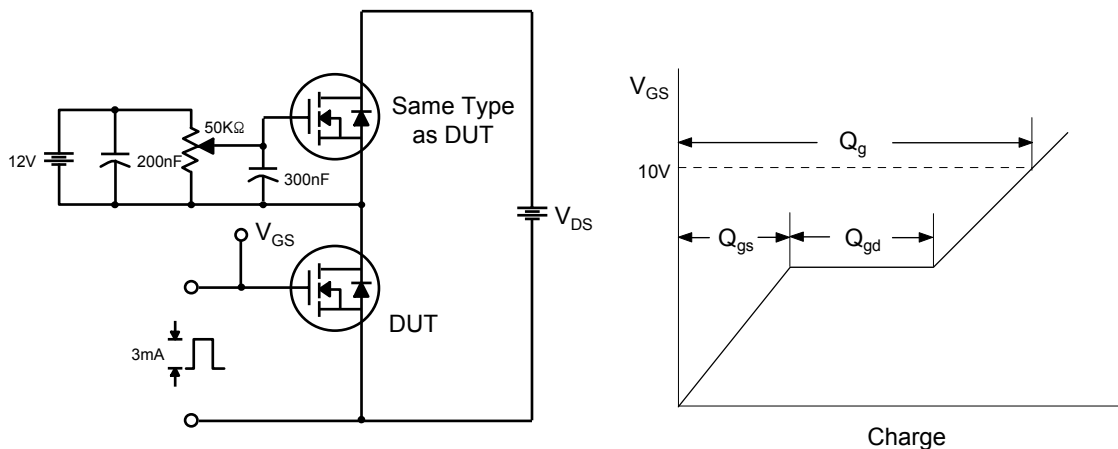 12V
200nF
50KΩ
300nF
Same Type
as DUT
V_DS
V_GS
DUT
3mA
V_GS
10V
Q_g
Q_gs
Q_gd
Charge